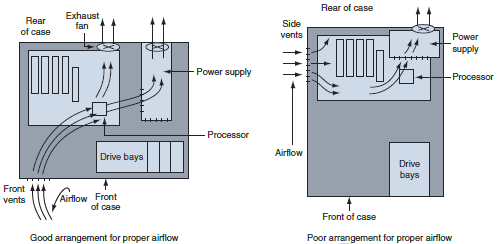 Rear
of case
Exhaust
fan
Power supply
Processor
Drive bays
Front
vents
Airflow
Front
of case
Good arrangement for proper airflow
Rear of case
Side
vents
Power
supply
Processor
Airflow
Drive
bays
Front of case
Poor arrangement for proper airflow